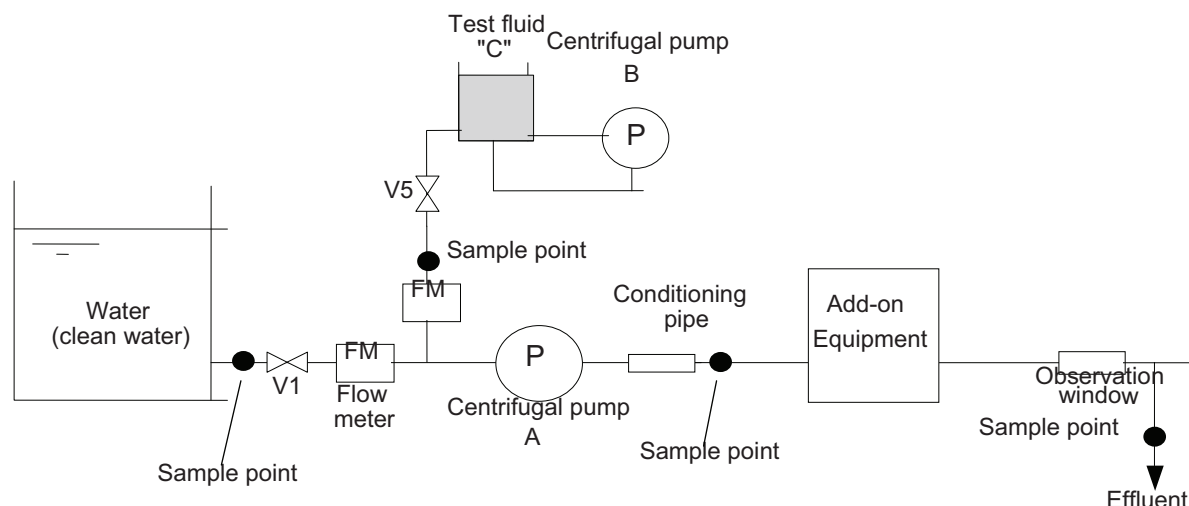 Test fluid
"C"
Centrifugal pump
B
P
V5
Sample point
FM
Water
(clean water)
FM
V1
Flow
meter
Sample point
P
Centrifugal pump
A
Conditioning
pipe
Sample point
Add-on
Equipment
Observation
window
Sample point
Effluent